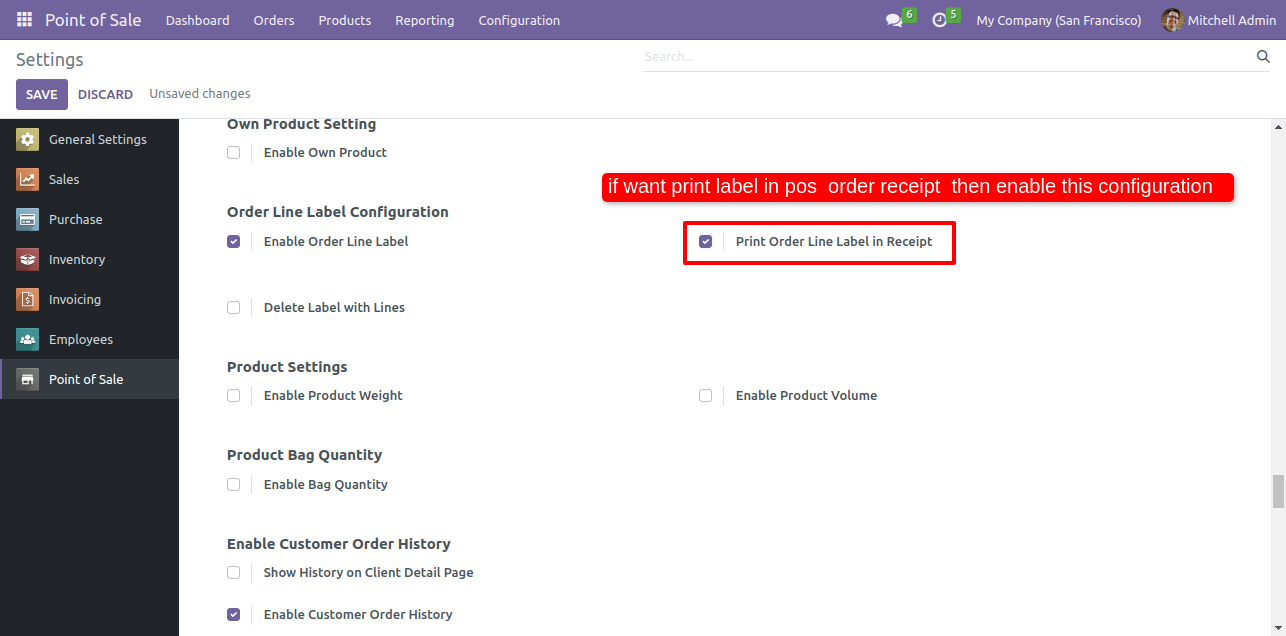 Point of Sale Dashboard Orders Products Reporting Configuration 6 5 My Company (San Francisco) Mitchell Admin
Settings Search...
SAVE DISCARD Unsaved changes
General Settings
Sales
Purchase
Inventory
Invoicing
Employees
Point of Sale
Own Product Setting
Enable Own Product
if want print label in pos order receipt then enable this configuration
Order Line Label Configuration
Enable Order Line Label Print Order Line Label in Receipt
Delete Label with Lines
Product Settings
Enable Product Weight Enable Product Volume
Product Bag Quantity
Enable Bag Quantity
Enable Customer Order History
Show History on Client Detail Page
Enable Customer Order History